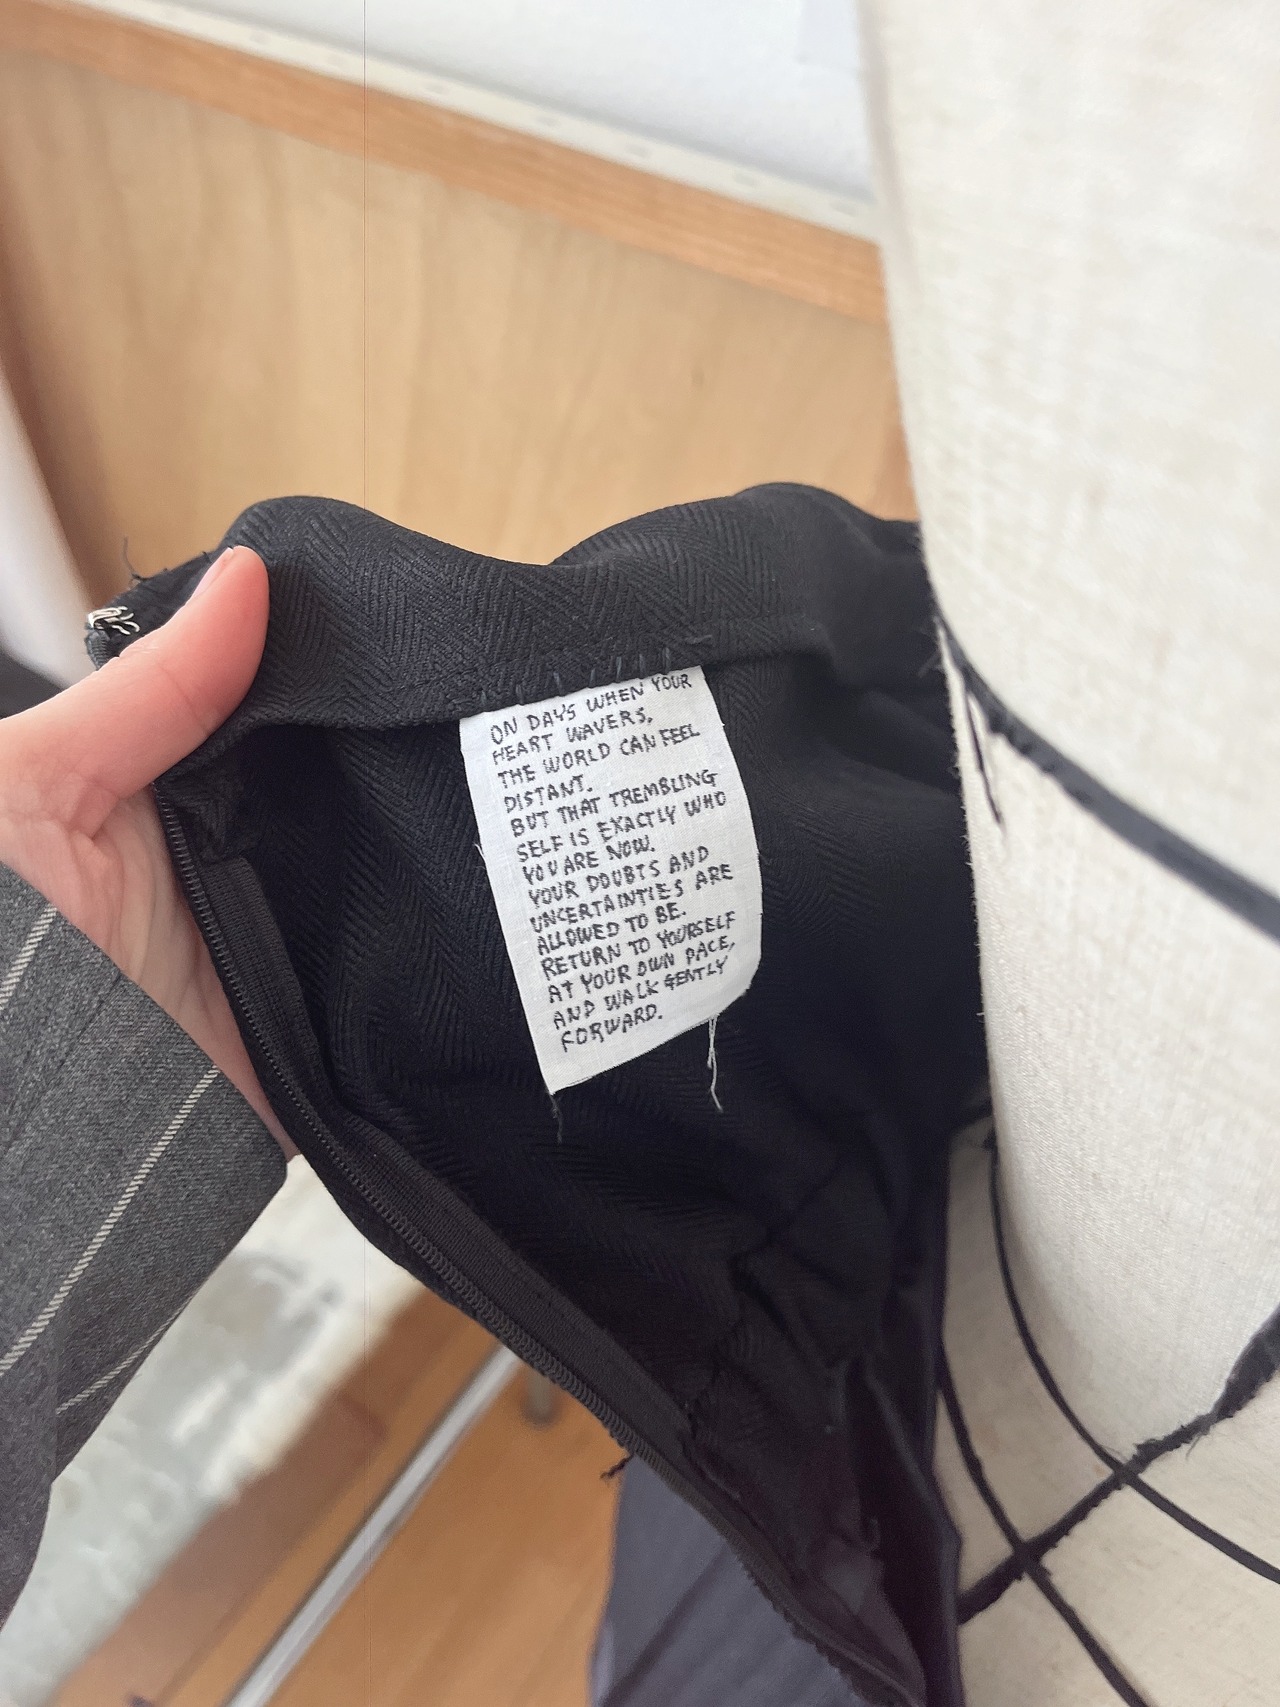 ON DAYS WHEN YOUR
HEART WAVERS,
THE WORLD CAN FEEL
DISTANT.
BUT THAT TREMBLING
SELF IS EXACTLY WHO
YOU ARE NOW.
YOUR DOUBTS AND
UNCERTAINTIES ARE
ALLOWED TO BE.
RETURN TO YOURSELF
AT YOUR OWN PACE,
AND WALK GENTLY
FORWARD.